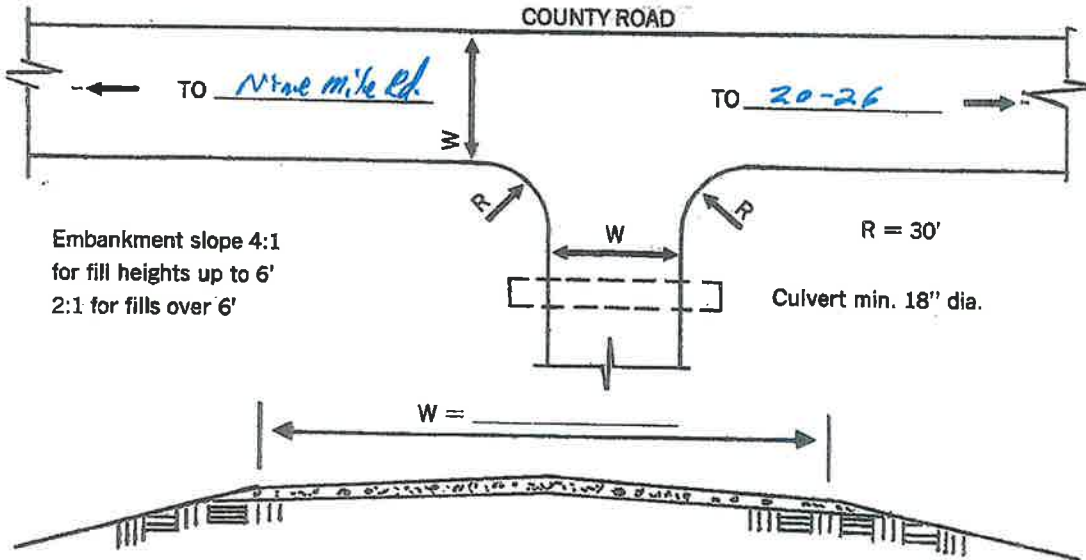 COUNTY ROAD
TO Nine mile Rd.
TO 20-26
W
R
R
W
R = 30'
Embankment slope 4:1
for fill heights up to 6'
2:1 for fills over 6'
Culvert min. 18" dia.
W =